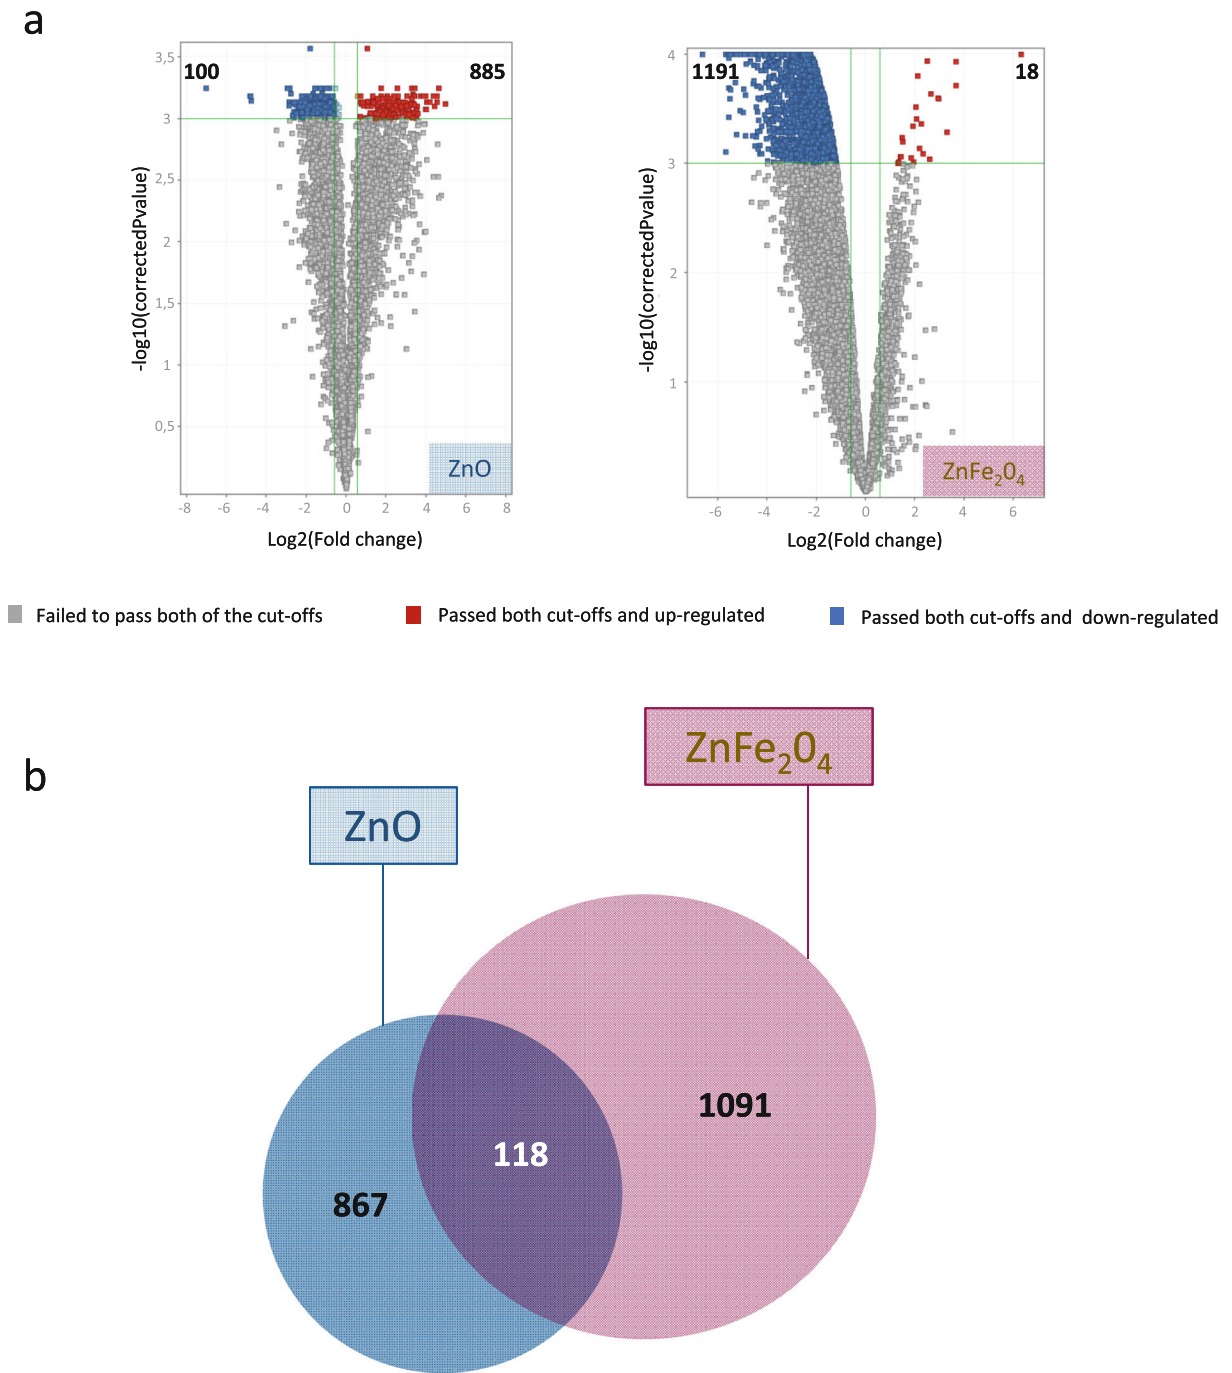 a
100
885
3,5
3
2,5
2
1,5
1
0,5
-log10(correctedPvalue)
ZnO
-8 -6 -4 -2 0 2 4 6 8
Log2(Fold change)
1191
18
4
3
2
1
-log10(correctedPvalue)
ZnFe204
-6 -4 -2 0 2 4 6
Log2(Fold change)
Failed to pass both of the cut-offs
Passed both cut-offs and up-regulated
Passed both cut-offs and down-regulated
b
ZnFe204
ZnO
1091
118
867